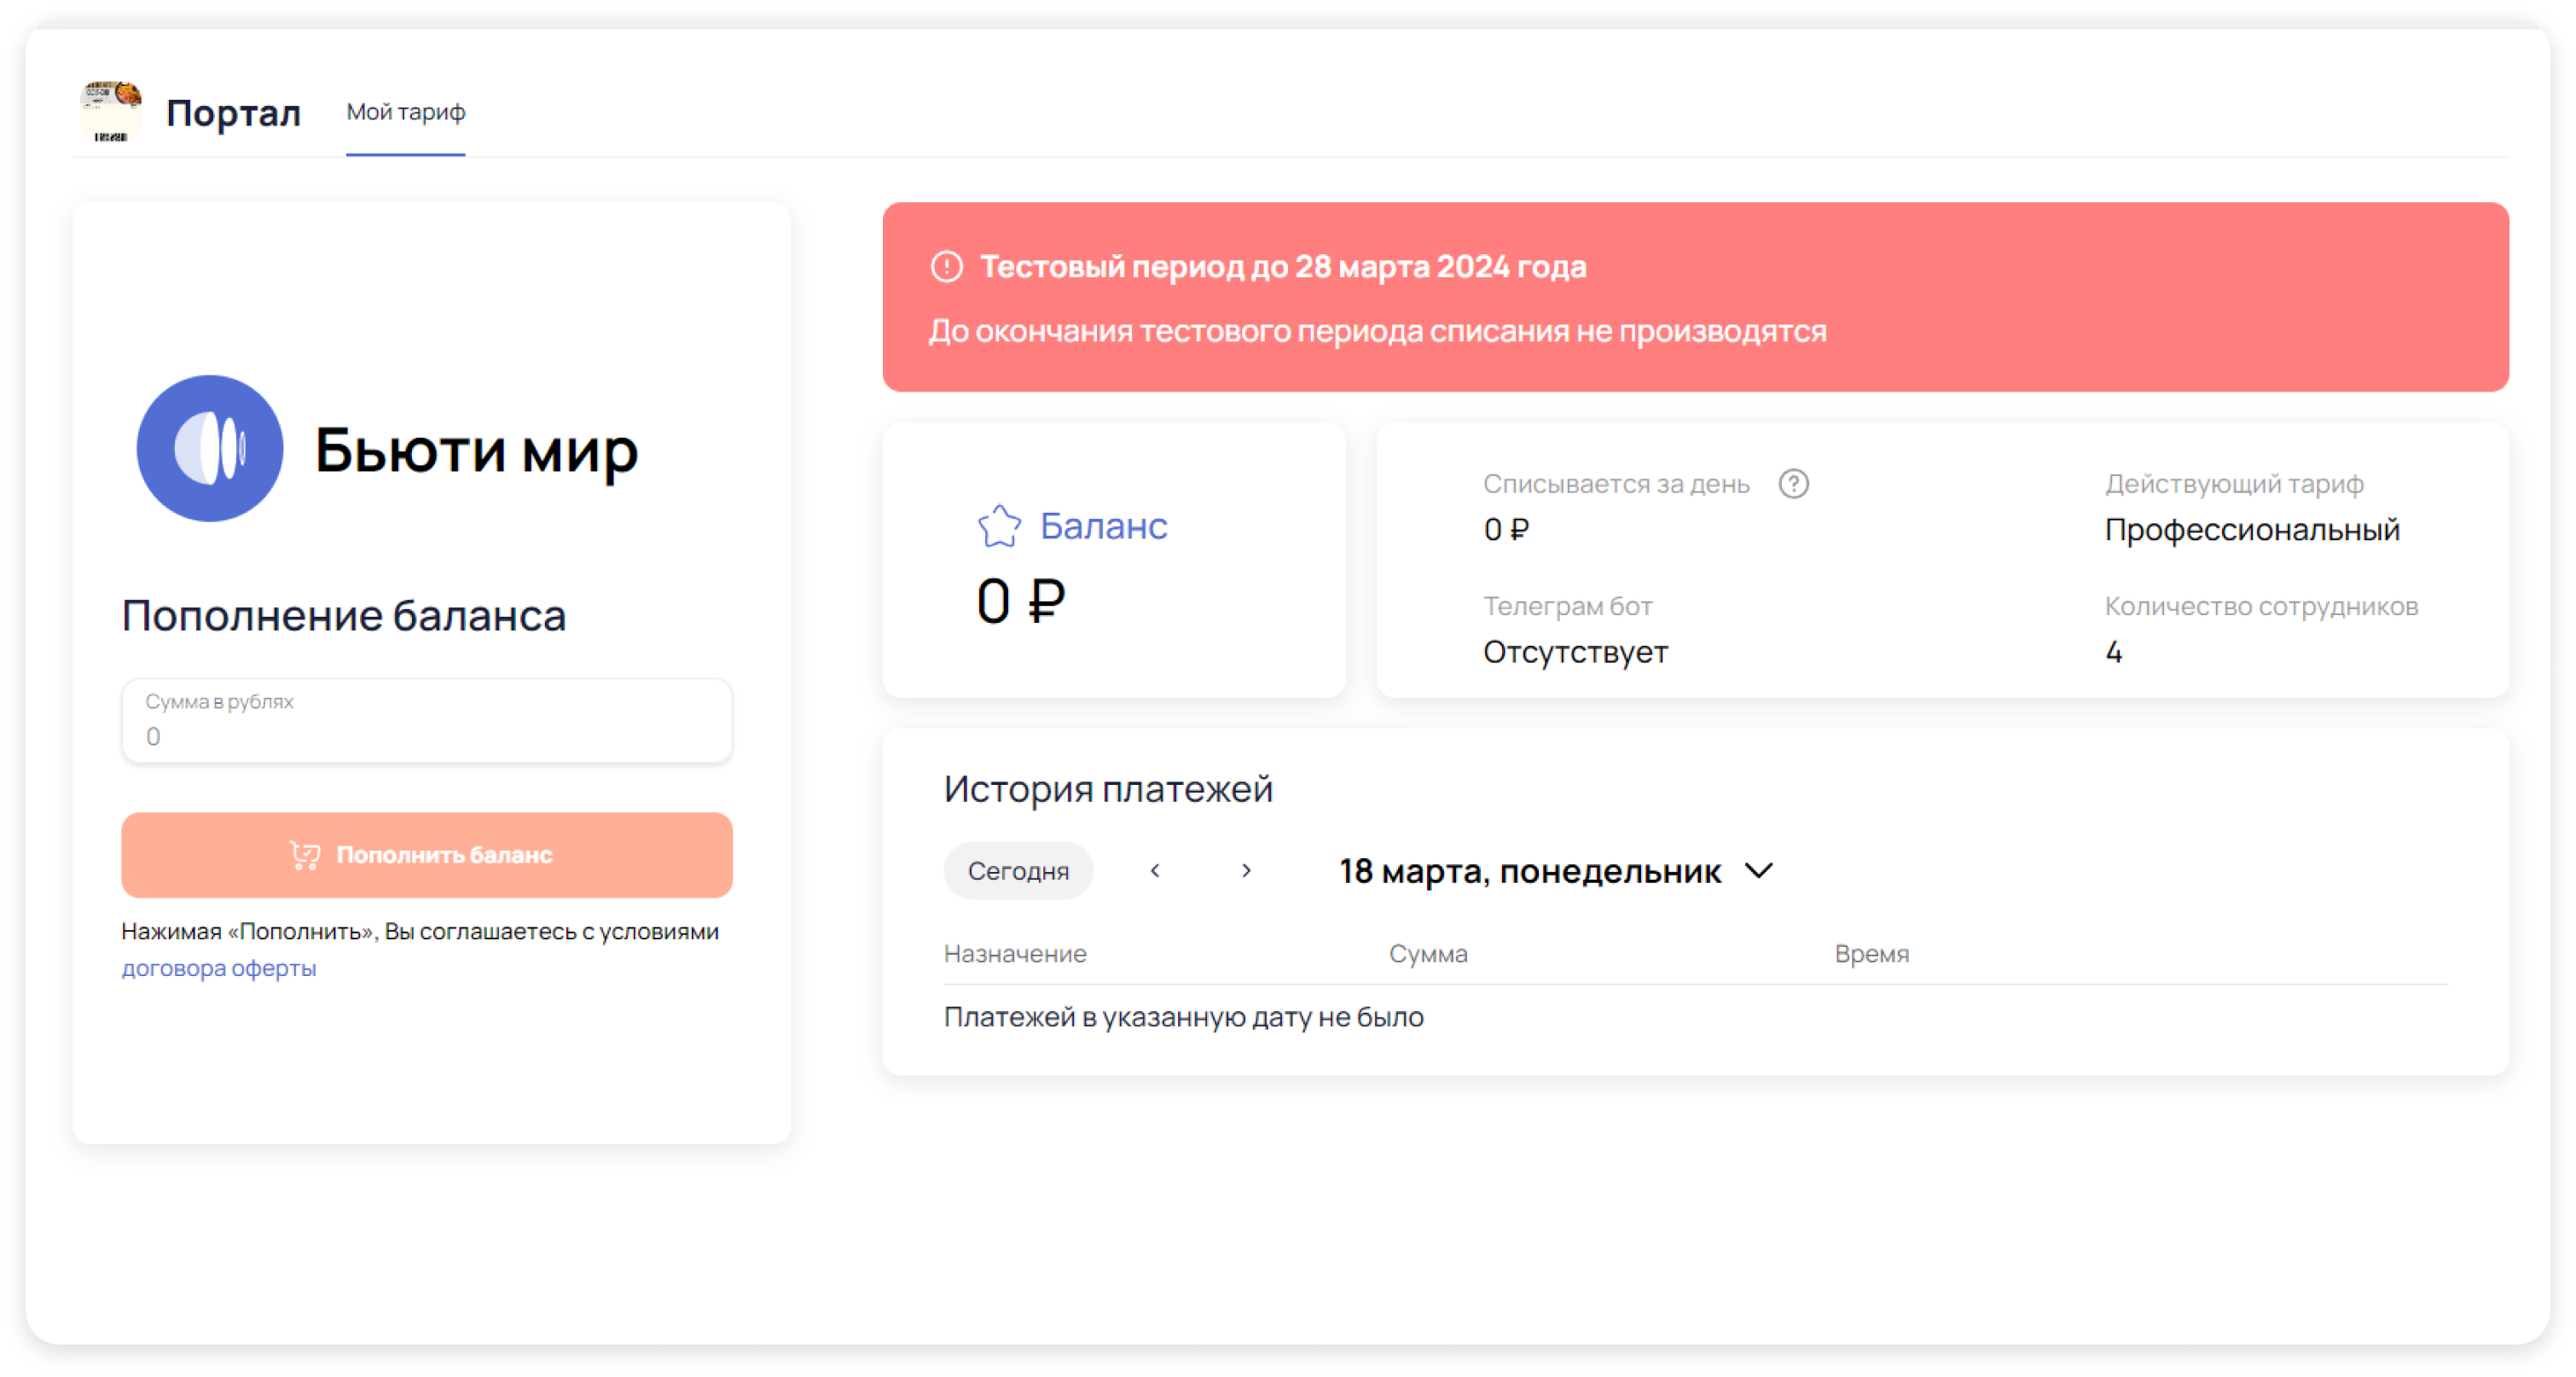 Портал
Мой тариф
Бьюти мир
Пополнение баланса
Сумма в рублях
0
Пополнить баланс
Нажимая «Пополнить», Вы соглашаетесь с условиями
договора оферты
Тестовый период до 28 марта 2024 года
До окончания тестового периода списания не производятся
Баланс
0 ₽
Списывается за день
0 ₽
Действующий тариф
Профессиональный
Телеграм бот
Отсутствует
Количество сотрудников
4
История платежей
Сегодня
18 марта, понедельник
Назначение Сумма Время
Платежей в указанную дату не было